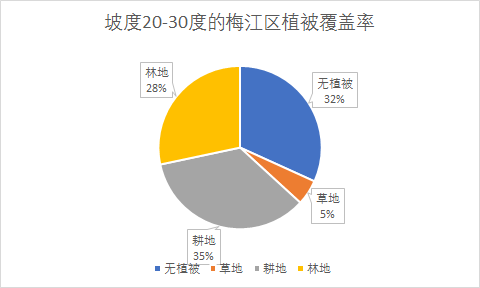 坡度20-30度的梅江区植被覆盖率
林地
28%
无植被
32%
草地
5%
耕地
35%
无植被 草地 耕地 林地